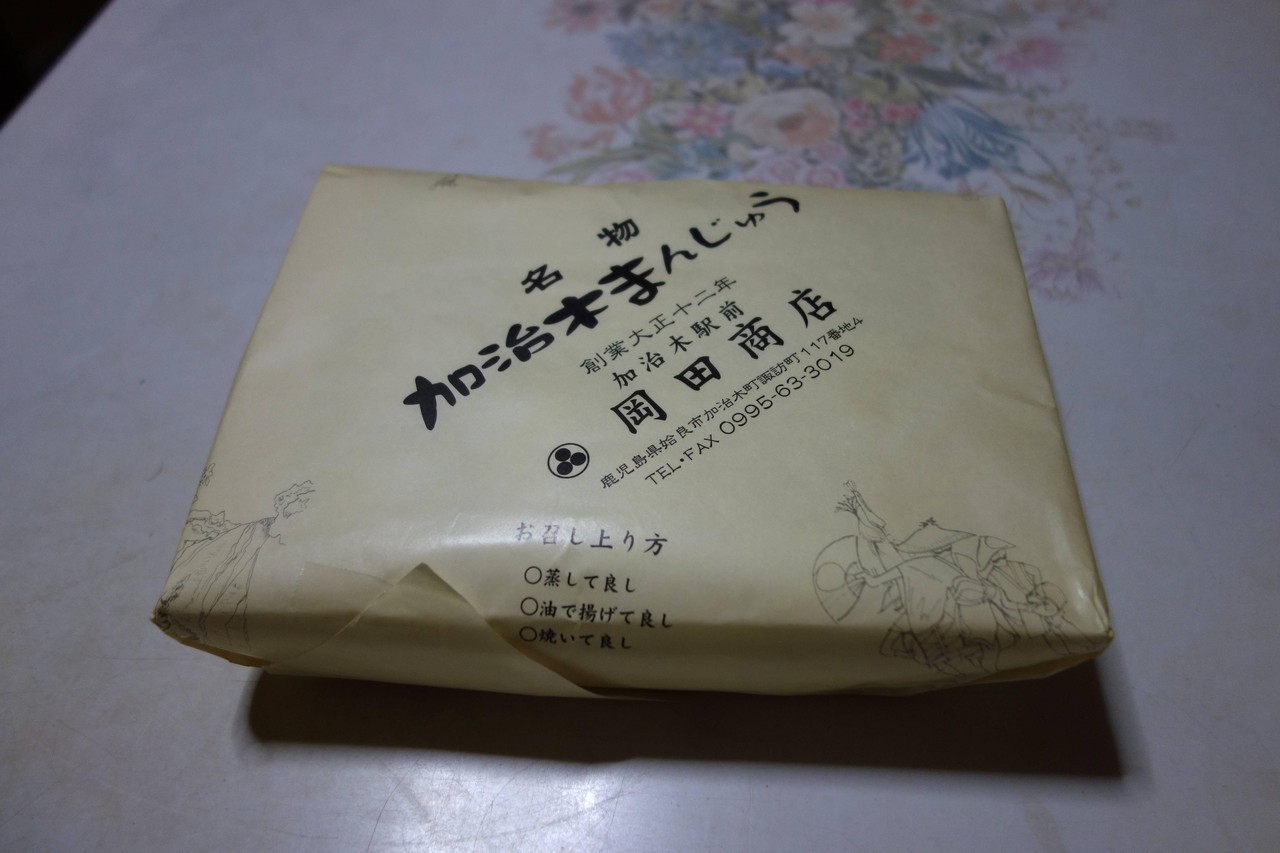 名物
加治木まんじゅう
創業大正十二年
加治木駅前
岡田商店
鹿児島県姶良市加治木町諏訪町117番地4
TEL・FAX 0995-63-3019
お召し上り方
○蒸して良し
○油で揚げて良し
○焼いて良し